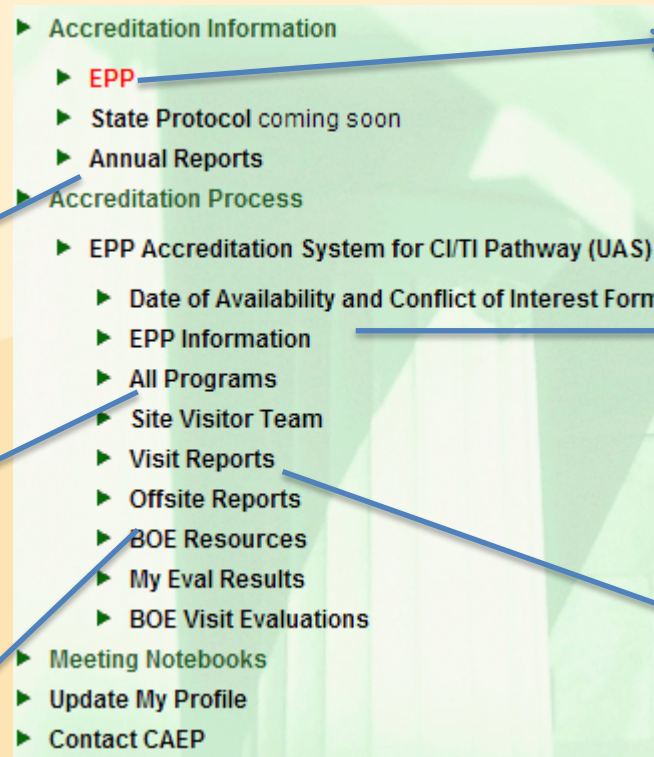 Accreditation Information
EPP
State Protocol coming soon
Annual Reports
Accreditation Process
EPP Accreditation System for CI/TI Pathway (UAS)
Date of Availability and Conflict of Interest Form
EPP Information
All Programs
Site Visitor Team
Visit Reports
Offsite Reports
BOE Resources
My Eval Results
BOE Visit Evaluations
Meeting Notebooks
Update My Profile
Contact CAEP